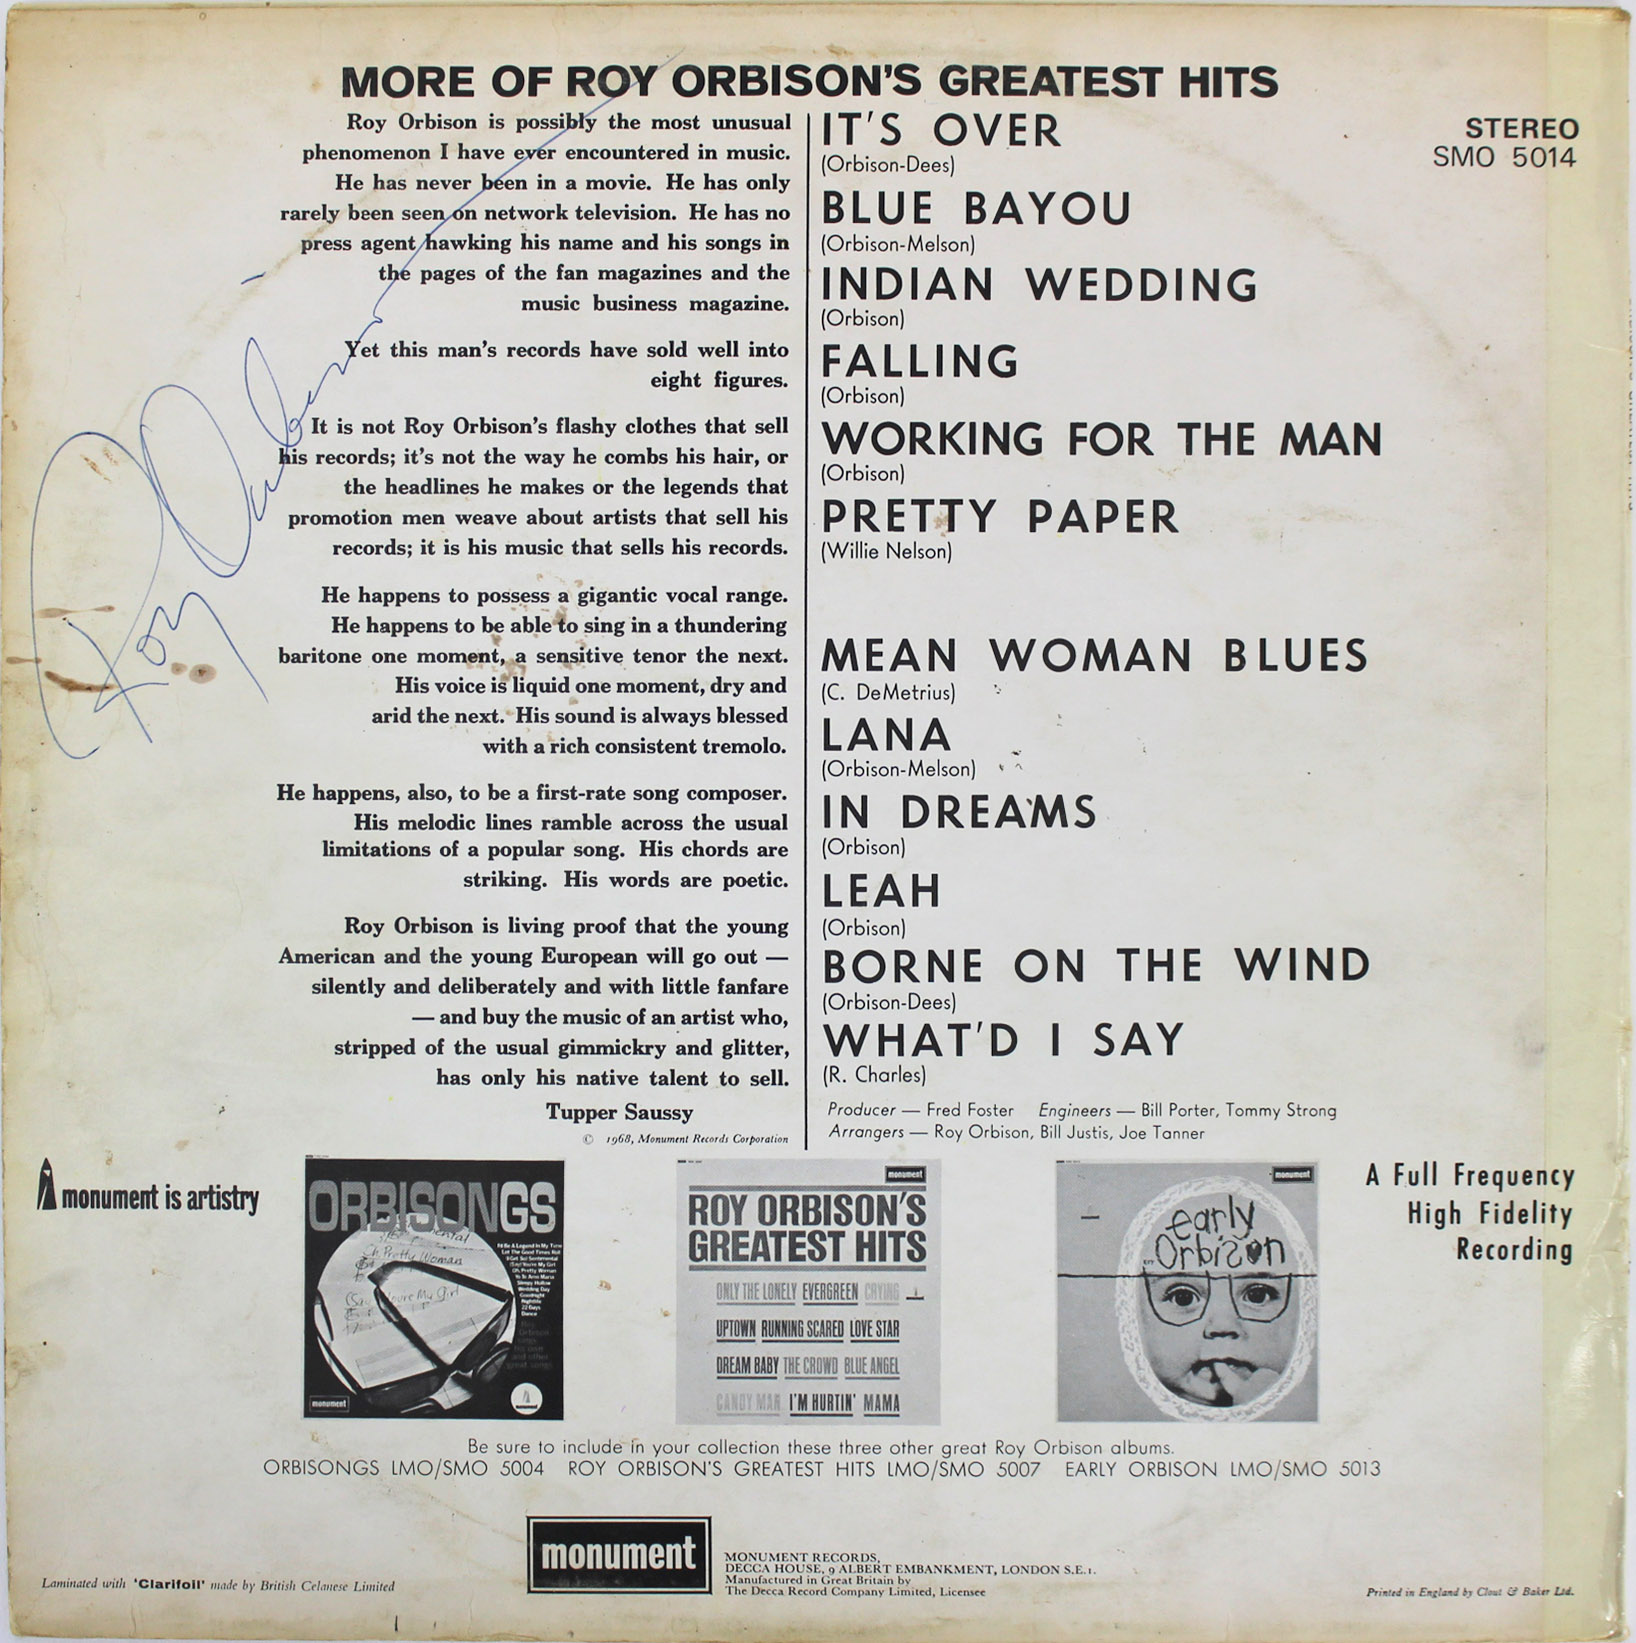 MORE OF ROY ORBISON'S GREATEST HITS
Roy Orbison is possibly the most unusual
phenomenon I have ever encountered in music.
He has never been in a movie. He has only
rarely been seen on network television. He has no
press agent hawking his name and his songs in
the pages of the fan magazines and the
music business magazine.
Yet this man's records have sold well into
eight figures.
It is not Roy Orbison's flashy clothes that sell
his records; it's not the way he combs his hair, or
the headlines he makes or the legends that
promotion men weave about artists that sell his
records; it is his music that sells his records.
He happens to possess a gigantic vocal range.
He happens to be able to sing in a thundering
baritone one moment, a sensitive tenor the next.
His voice is liquid one moment, dry and
arid the next. His sound is always blessed
with a rich consistent tremolo.
He happens, also, to be a first-rate song composer.
His melodic lines ramble across the usual
limitations of a popular song. His chords are
striking. His words are poetic.
Roy Orbison is living proof that the young
American and the young European will go out —
silently and deliberately and with little fanfare
— and buy the music of an artist who,
stripped of the usual gimmickry and glitter,
has only his native talent to sell.
Tupper Saussy
© 1968, Monument Records Corporation
Roy Orbison
IT'S OVER
(Orbison-Dees)
BLUE BAYOU
(Orbison-Melson)
INDIAN WEDDING
(Orbison)
FALLING
(Orbison)
WORKING FOR THE MAN
(Orbison)
PRETTY PAPER
(Willie Nelson)
MEAN WOMAN BLUES
(C. DeMetrius)
LANA
(Orbison-Melson)
IN DREAMS
(Orbison)
LEAH
(Orbison)
BORNE ON THE WIND
(Orbison-Dees)
WHAT'D I SAY
(R. Charles)
Producer — Fred Foster Engineers — Bill Porter, Tommy Strong
Arrangers — Roy Orbison, Bill Justis, Joe Tanner
STEREO
SMO 5014
monument is artistry
ORBISONGS
Oh Pretty Woman
(Say) You're My Girl
monument
monument
ROY ORBISON'S
GREATEST HITS
ONLY THE LONELY EVERGREEN CRYING
UPTOWN RUNNING SCARED LOVE STAR
DREAM BABY THE CROWD BLUE ANGEL
CANDY MAN I'M HURTIN' MAMA
monument
early
Orbison
A Full Frequency
High Fidelity
Recording
Be sure to include in your collection these three other great Roy Orbison albums.
ORBISONGS LMO/SMO 5004 ROY ORBISON'S GREATEST HITS LMO/SMO 5007 EARLY ORBISON LMO/SMO 5013
monument
MONUMENT RECORDS,
DECCA HOUSE, 9 ALBERT EMBANKMENT, LONDON S.E.1.
Manufactured in Great Britain by
The Decca Record Company Limited, Licensee
Laminated with 'Clarifoil' made by British Celanese Limited
Printed in England by Clout & Baker Ltd.